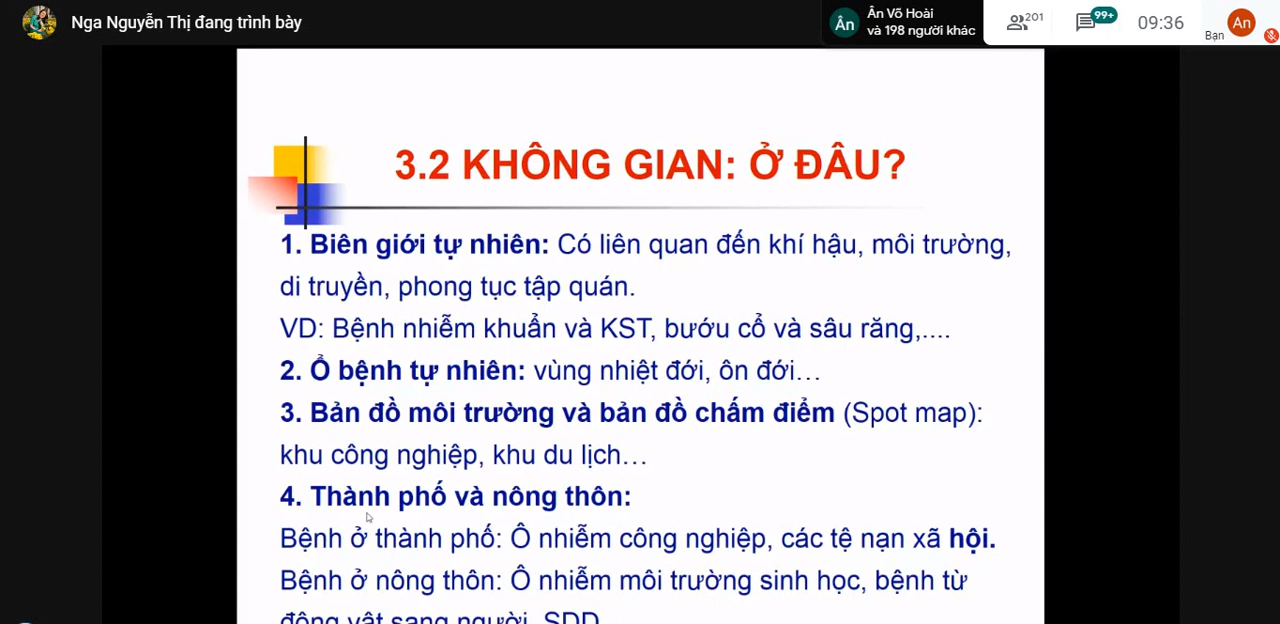 Nga Nguyễn Thị đang trình bày
Ân
Ân Võ Hoài
và 198 người khác
201
99+
09:36
Bạn
An
3.2 KHÔNG GIAN: Ở ĐÂU?
1. Biên giới tự nhiên: Có liên quan đến khí hậu, môi trường,
di truyền, phong tục tập quán.
VD: Bệnh nhiễm khuẩn và KST, bướu cổ và sâu răng,....
2. Ổ bệnh tự nhiên: vùng nhiệt đới, ôn đới…
3. Bản đồ môi trường và bản đồ chấm điểm (Spot map):
khu công nghiệp, khu du lịch…
4. Thành phố và nông thôn:
Bệnh ở thành phố: Ô nhiễm công nghiệp, các tệ nạn xã hội.
Bệnh ở nông thôn: Ô nhiễm môi trường sinh học, bệnh từ
động vật sang người, SDD